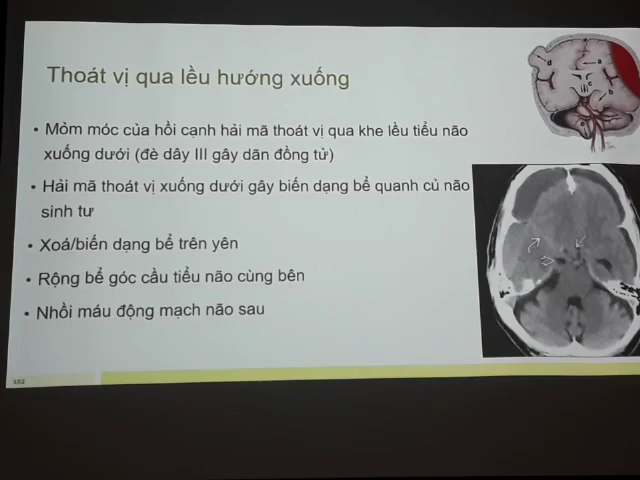 Thoát vị qua lều hướng xuống
• Mỏm móc của hồi cạnh hải mã thoát vị qua khe lều tiểu não
xuống dưới (đè dây III gây dãn đồng tử)
• Hải mã thoát vị xuống dưới gây biến dạng bể quanh củ não
sinh tư
• Xoá/biến dạng bể trên yên
• Rộng bể góc cầu tiểu não cùng bên
• Nhồi máu động mạch não sau
102